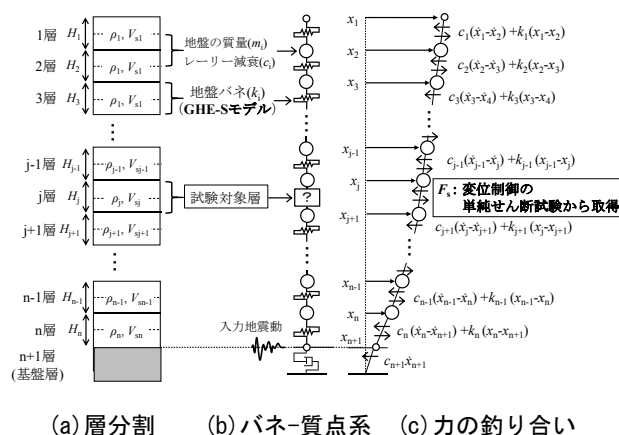 1層 H₁ ρ₁, Vₛ₁
2層 H₂ ρ₁, Vₛ₁
3層 H₃ ρ₁, Vₛ₁
j-1層 Hⱼ₋₁ ρⱼ₋₁, Vₛⱼ₋₁
j層 Hⱼ ρⱼ, Vₛⱼ
j+1層 Hⱼ₊₁ ρⱼ₊₁, Vₛⱼ₊₁
n-1層 Hₙ₋₁ ρₙ₋₁, Vₛₙ₋₁
n層 Hₙ ρₙ, Vₛₙ
n+1層
(基盤層)
地盤の質量(mᵢ)
レーリー減衰(cᵢ)
地盤バネ(kᵢ)
(GHE-Sモデル)
試験対象層
?
入力地震動
x₁
x₂
x₃
xⱼ₋₁
xⱼ
xⱼ₊₁
xₙ₋₁
xₙ
xₙ₊₁
c₁(ẋ₁-ẋ₂)+k₁(x₁-x₂)
c₂(ẋ₂-ẋ₃)+k₂(x₂-x₃)
c₃(ẋ₃-ẋ₄)+k₃(x₃-x₄)
cⱼ₋₁(ẋⱼ₋₁-ẋⱼ)+kⱼ₋₁(xⱼ₋₁-xⱼ)
Fₛ: 変位制御の
単純せん断試験から取得
cⱼ₊₁(ẋⱼ-ẋⱼ₊₁)+kⱼ₊₁(xⱼ-xⱼ₊₁)
cₙ₋₁(ẋₙ₋₁-ẋₙ)+kₙ₋₁(xₙ₋₁-xₙ)
cₙ(ẋₙ-ẋₙ₊₁)+kₙ(xₙ-xₙ₊₁)
cₙ₊₁ẋₙ₊₁
(a)層分割 (b)バネ-質点系 (c)力の釣り合い